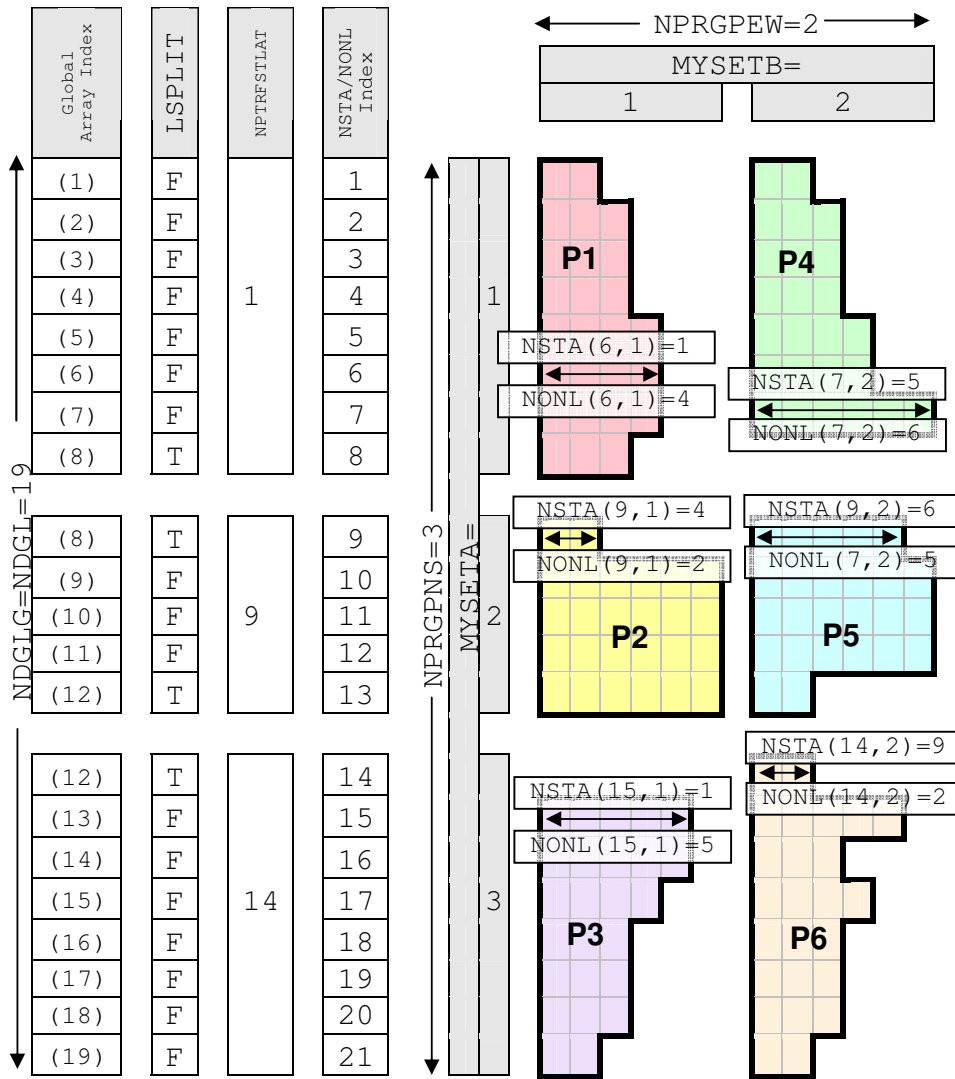 NPRGPEW=2
MYSETB=
1 2
Global Array Index
LSPLIT
NPTRFSTLAT
NSTA/NONL Index
NDGLG=NDGL=19
NPRGPNS=3
MYSETA=
(1) F 1
(2) F 2
(3) F 3
(4) F 4
(5) F 5
(6) F 6
(7) F 7
(8) T 8
1
1
P1
P4
NSTA(6,1)=1
NONL(6,1)=4
NSTA(7,2)=5
NONL(7,2)=6
(8) T 9
(9) F 10
(10) F 11
(11) F 12
(12) T 13
9
2
NSTA(9,1)=4
NONL(9,1)=2
P2
NSTA(9,2)=6
NONL(7,2)=5
P5
(12) T 14
(13) F 15
(14) F 16
(15) F 17
(16) F 18
(17) F 19
(18) F 20
(19) F 21
14
3
NSTA(15,1)=1
NONL(15,1)=5
P3
NSTA(14,2)=9
NONL(14,2)=2
P6